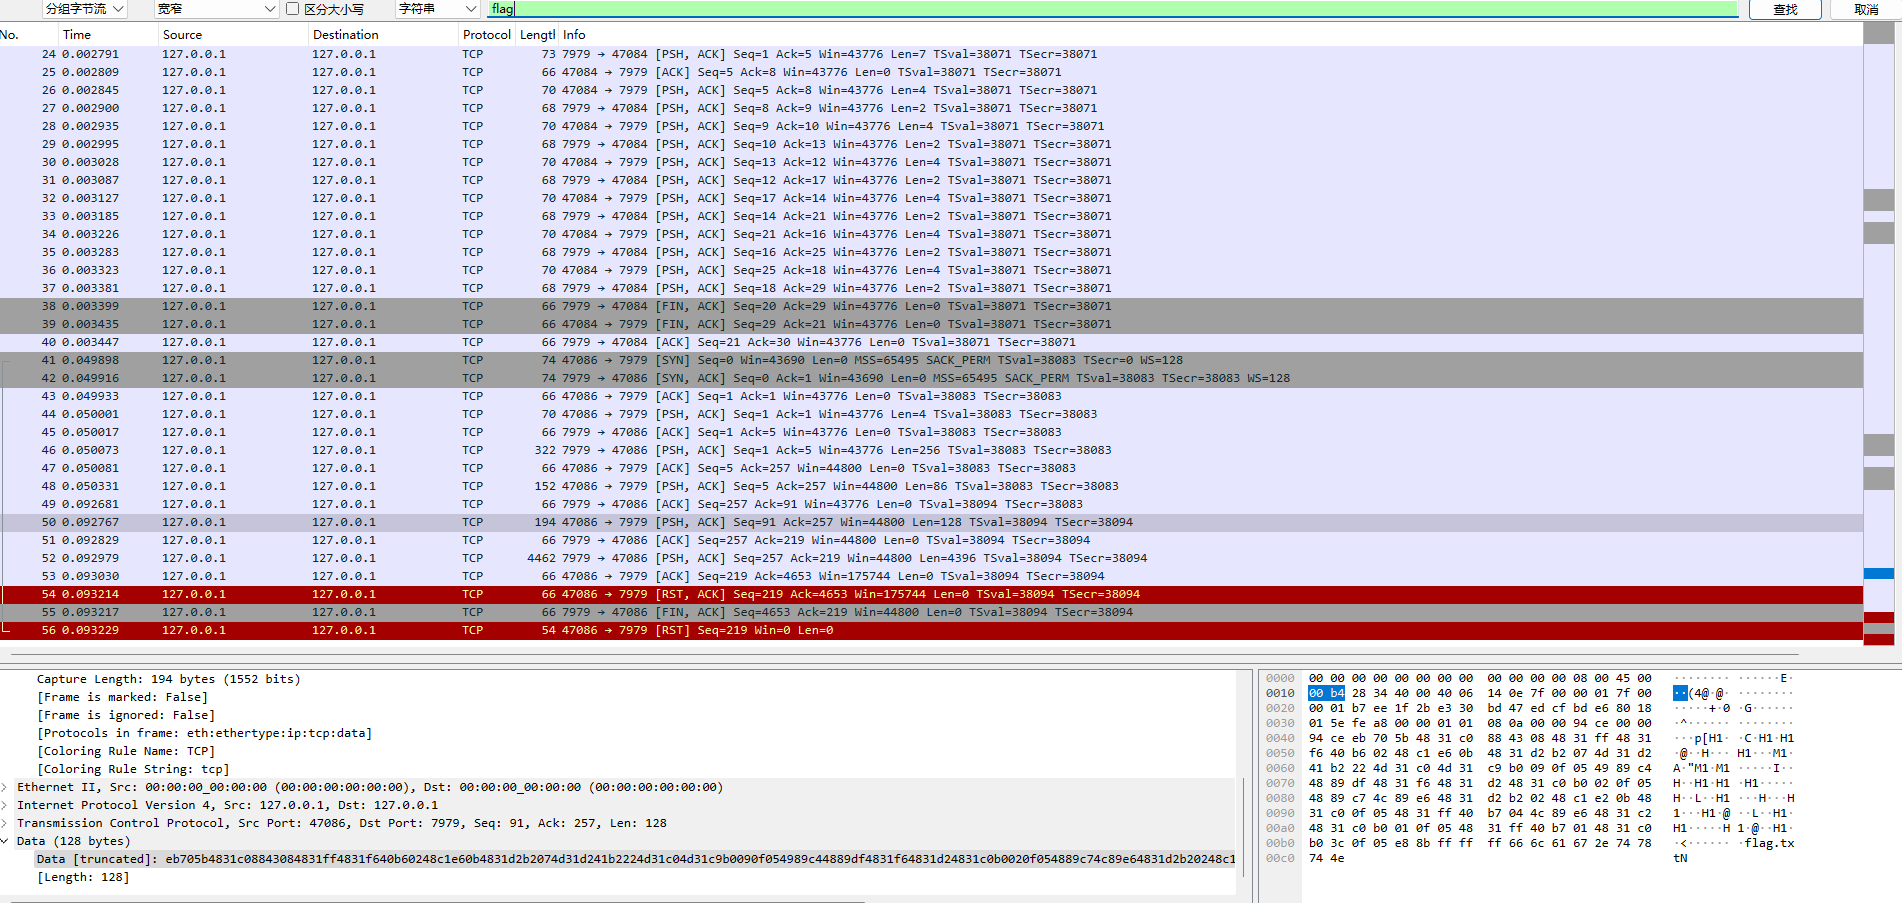 分组字节流 宽窄 区分大小写 字符串 flag 查找 取消
No. Time Source Destination Protocol Lengtl Info
24 0.002791 127.0.0.1 127.0.0.1 TCP 73 7979 → 47084 [PSH, ACK] Seq=1 Ack=5 Win=43776 Len=7 TSval=38071 TSecr=38071
25 0.002809 127.0.0.1 127.0.0.1 TCP 66 47084 → 7979 [ACK] Seq=5 Ack=8 Win=43776 Len=0 TSval=38071 TSecr=38071
26 0.002845 127.0.0.1 127.0.0.1 TCP 70 47084 → 7979 [PSH, ACK] Seq=5 Ack=8 Win=43776 Len=4 TSval=38071 TSecr=38071
27 0.002900 127.0.0.1 127.0.0.1 TCP 68 7979 → 47084 [PSH, ACK] Seq=8 Ack=9 Win=43776 Len=2 TSval=38071 TSecr=38071
28 0.002935 127.0.0.1 127.0.0.1 TCP 70 47084 → 7979 [PSH, ACK] Seq=9 Ack=10 Win=43776 Len=4 TSval=38071 TSecr=38071
29 0.002995 127.0.0.1 127.0.0.1 TCP 68 7979 → 47084 [PSH, ACK] Seq=10 Ack=13 Win=43776 Len=2 TSval=38071 TSecr=38071
30 0.003028 127.0.0.1 127.0.0.1 TCP 70 47084 → 7979 [PSH, ACK] Seq=13 Ack=12 Win=43776 Len=4 TSval=38071 TSecr=38071
31 0.003087 127.0.0.1 127.0.0.1 TCP 68 7979 → 47084 [PSH, ACK] Seq=12 Ack=17 Win=43776 Len=2 TSval=38071 TSecr=38071
32 0.003127 127.0.0.1 127.0.0.1 TCP 70 47084 → 7979 [PSH, ACK] Seq=17 Ack=14 Win=43776 Len=4 TSval=38071 TSecr=38071
33 0.003185 127.0.0.1 127.0.0.1 TCP 68 7979 → 47084 [PSH, ACK] Seq=14 Ack=21 Win=43776 Len=2 TSval=38071 TSecr=38071
34 0.003226 127.0.0.1 127.0.0.1 TCP 70 47084 → 7979 [PSH, ACK] Seq=21 Ack=16 Win=43776 Len=4 TSval=38071 TSecr=38071
35 0.003283 127.0.0.1 127.0.0.1 TCP 68 7979 → 47084 [PSH, ACK] Seq=16 Ack=25 Win=43776 Len=2 TSval=38071 TSecr=38071
36 0.003323 127.0.0.1 127.0.0.1 TCP 70 47084 → 7979 [PSH, ACK] Seq=25 Ack=18 Win=43776 Len=4 TSval=38071 TSecr=38071
37 0.003381 127.0.0.1 127.0.0.1 TCP 68 7979 → 47084 [PSH, ACK] Seq=18 Ack=29 Win=43776 Len=2 TSval=38071 TSecr=38071
38 0.003399 127.0.0.1 127.0.0.1 TCP 66 7979 → 47084 [FIN, ACK] Seq=20 Ack=29 Win=43776 Len=0 TSval=38071 TSecr=38071
39 0.003435 127.0.0.1 127.0.0.1 TCP 66 47084 → 7979 [FIN, ACK] Seq=29 Ack=21 Win=43776 Len=0 TSval=38071 TSecr=38071
40 0.003447 127.0.0.1 127.0.0.1 TCP 66 7979 → 47084 [ACK] Seq=21 Ack=30 Win=43776 Len=0 TSval=38071 TSecr=38071
41 0.049898 127.0.0.1 127.0.0.1 TCP 74 47086 → 7979 [SYN] Seq=0 Win=43690 Len=0 MSS=65495 SACK_PERM TSval=38083 TSecr=0 WS=128
42 0.049916 127.0.0.1 127.0.0.1 TCP 74 7979 → 47086 [SYN, ACK] Seq=0 Ack=1 Win=43690 Len=0 MSS=65495 SACK_PERM TSval=38083 TSecr=38083 WS=128
43 0.049933 127.0.0.1 127.0.0.1 TCP 66 47086 → 7979 [ACK] Seq=1 Ack=1 Win=43776 Len=0 TSval=38083 TSecr=38083
44 0.050001 127.0.0.1 127.0.0.1 TCP 70 47086 → 7979 [PSH, ACK] Seq=1 Ack=1 Win=43776 Len=4 TSval=38083 TSecr=38083
45 0.050017 127.0.0.1 127.0.0.1 TCP 66 7979 → 47086 [ACK] Seq=1 Ack=5 Win=43776 Len=0 TSval=38083 TSecr=38083
46 0.050073 127.0.0.1 127.0.0.1 TCP 322 7979 → 47086 [PSH, ACK] Seq=1 Ack=5 Win=43776 Len=256 TSval=38083 TSecr=38083
47 0.050081 127.0.0.1 127.0.0.1 TCP 66 47086 → 7979 [ACK] Seq=5 Ack=257 Win=44800 Len=0 TSval=38083 TSecr=38083
48 0.050331 127.0.0.1 127.0.0.1 TCP 152 47086 → 7979 [PSH, ACK] Seq=5 Ack=257 Win=44800 Len=86 TSval=38083 TSecr=38083
49 0.092681 127.0.0.1 127.0.0.1 TCP 66 7979 → 47086 [ACK] Seq=257 Ack=91 Win=43776 Len=0 TSval=38094 TSecr=38083
50 0.092767 127.0.0.1 127.0.0.1 TCP 194 47086 → 7979 [PSH, ACK] Seq=91 Ack=257 Win=44800 Len=128 TSval=38094 TSecr=38094
51 0.092829 127.0.0.1 127.0.0.1 TCP 66 7979 → 47086 [ACK] Seq=257 Ack=219 Win=44800 Len=0 TSval=38094 TSecr=38094
52 0.092979 127.0.0.1 127.0.0.1 TCP 4462 7979 → 47086 [PSH, ACK] Seq=257 Ack=219 Win=44800 Len=4396 TSval=38094 TSecr=38094
53 0.093030 127.0.0.1 127.0.0.1 TCP 66 47086 → 7979 [ACK] Seq=219 Ack=4653 Win=175744 Len=0 TSval=38094 TSecr=38094
54 0.093214 127.0.0.1 127.0.0.1 TCP 66 47086 → 7979 [RST, ACK] Seq=219 Ack=4653 Win=175744 Len=0 TSval=38094 TSecr=38094
55 0.093217 127.0.0.1 127.0.0.1 TCP 66 7979 → 47086 [FIN, ACK] Seq=4653 Ack=219 Win=44800 Len=0 TSval=38094 TSecr=38094
56 0.093229 127.0.0.1 127.0.0.1 TCP 54 47086 → 7979 [RST] Seq=219 Win=0 Len=0
Capture Length: 194 bytes (1552 bits)
[Frame is marked: False]
[Frame is ignored: False]
[Protocols in frame: eth:ethertype:ip:tcp:data]
[Coloring Rule Name: TCP]
[Coloring Rule String: tcp]
Ethernet II, Src: 00:00:00_00:00:00 (00:00:00:00:00:00), Dst: 00:00:00_00:00:00 (00:00:00:00:00:00)
Internet Protocol Version 4, Src: 127.0.0.1, Dst: 127.0.0.1
Transmission Control Protocol, Src Port: 47086, Dst Port: 7979, Seq: 91, Ack: 257, Len: 128
Data (128 bytes)
Data [truncated]: eb705b4831c08843084831ff4831f640b60248c1e60b4831d2b2074d31d241b2224d31c04d31c9b0090f054989c44889df4831f64831d24831c0b0020f054889c74c89e64831d2b20248c1
[Length: 128]
0000 00 00 00 00 00 00 00 00 00 00 00 00 08 00 45 00 ········ ······E·
0010 00 b4 28 34 40 00 40 06 14 0e 7f 00 00 01 7f 00 ··(4@·@· ········
0020 00 01 b7 ee 1f 2b e3 30 bd 47 ed cf bd e6 80 18 ·····+·0 ·G······
0030 01 5e fe a8 00 00 01 01 08 0a 00 00 94 ce 00 00 ·^······ ········
0040 94 ce eb 70 5b 48 31 c0 88 43 08 48 31 ff 48 31 ···p[H1· ·C·H1·H1
0050 f6 40 b6 02 48 c1 e6 0b 48 31 d2 b2 07 4d 31 d2 ·@··H··· H1···M1·
0060 41 b2 22 4d 31 c0 4d 31 c9 b0 09 0f 05 49 89 c4 A·"M1·M1 ·····I··
0070 48 89 df 48 31 f6 48 31 d2 48 31 c0 b0 02 0f 05 H··H1·H1 ·H1·····
0080 48 89 c7 4c 89 e6 48 31 d2 b2 02 48 c1 e2 0b 48 H··L··H1 ···H···H
0090 31 c0 0f 05 48 31 ff 40 b7 04 4c 89 e6 48 31 c2 1···H1·@ ··L··H1·
00a0 48 31 c0 b0 01 0f 05 48 31 ff 40 b7 01 48 31 c0 H1·····H 1·@··H1·
00b0 b0 3c 0f 05 e8 8b ff ff ff 66 6c 61 67 2e 74 78 ·<······ ·flag.tx
00c0 74 4e tN